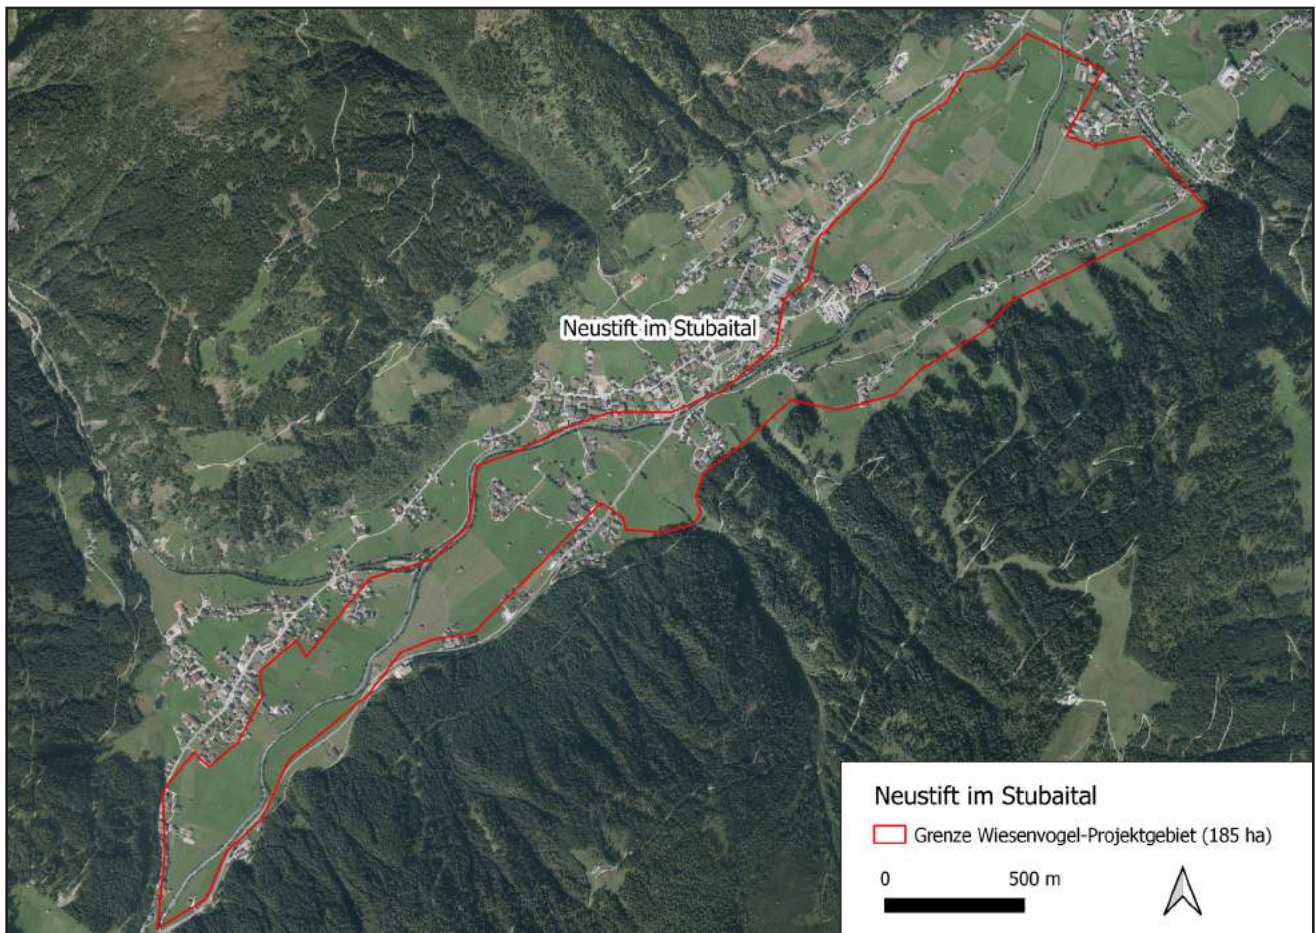 Neustift im Stubaital
Neustift im Stubaital
Grenze Wiesenvogel-Projektgebiet (185 ha)
0 500 m